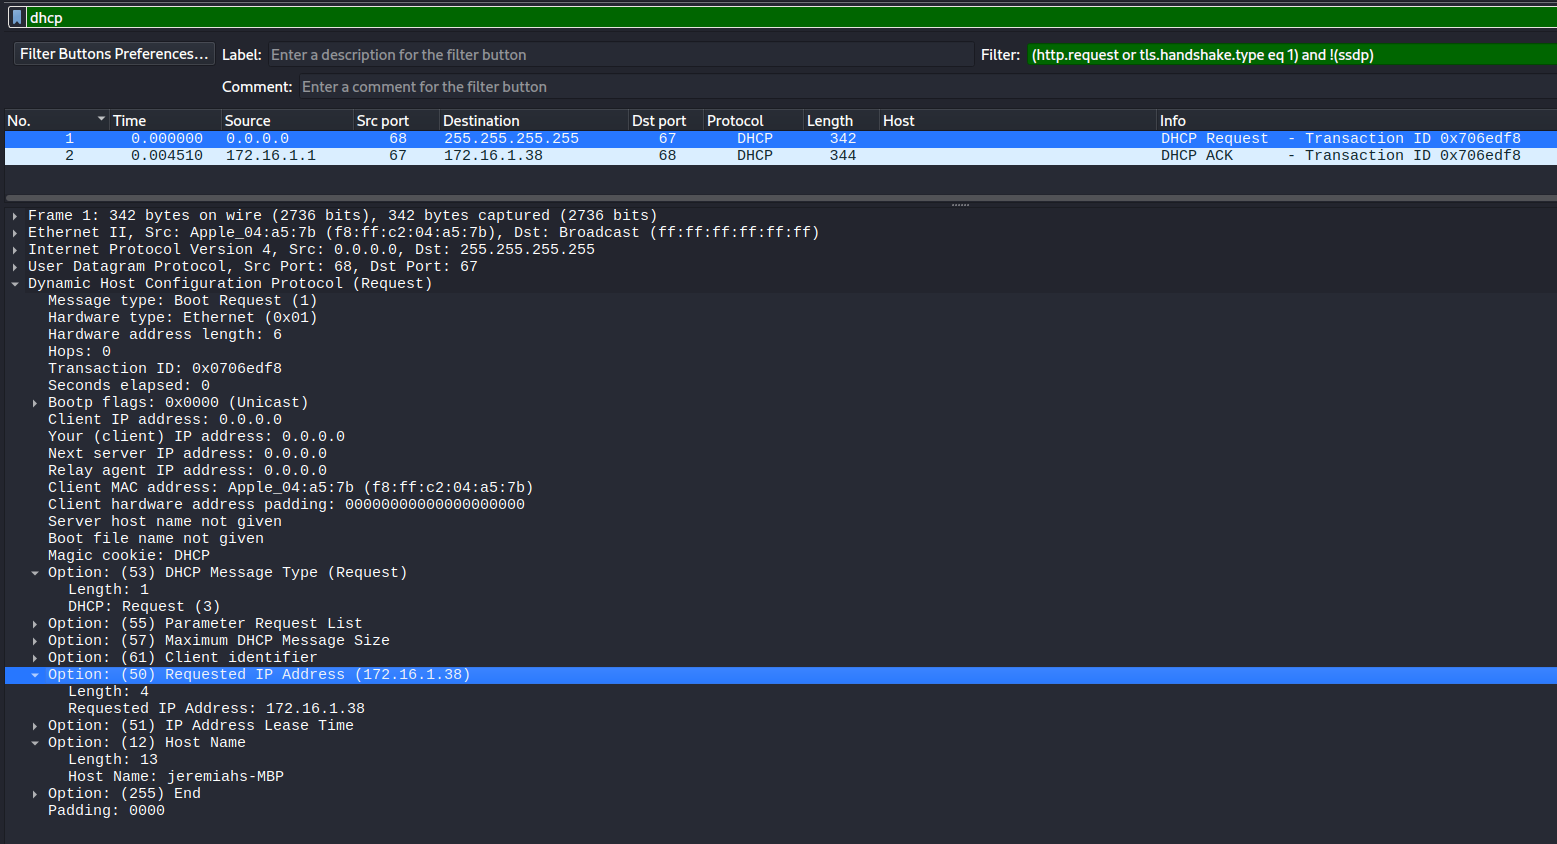 dhcp
Filter Buttons Preferences... Label: Enter a description for the filter button Filter: (http.request or tls.handshake.type eq 1) and !(ssdp)
Comment: Enter a comment for the filter button
No. Time Source Src port Destination Dst port Protocol Length Host Info
1 0.000000 0.0.0.0 68 255.255.255.255 67 DHCP 342 DHCP Request - Transaction ID 0x706edf8
2 0.004510 172.16.1.1 67 172.16.1.38 68 DHCP 344 DHCP ACK - Transaction ID 0x706edf8
Frame 1: 342 bytes on wire (2736 bits), 342 bytes captured (2736 bits)
Ethernet II, Src: Apple_04:a5:7b (f8:ff:c2:04:a5:7b), Dst: Broadcast (ff:ff:ff:ff:ff:ff)
Internet Protocol Version 4, Src: 0.0.0.0, Dst: 255.255.255.255
User Datagram Protocol, Src Port: 68, Dst Port: 67
Dynamic Host Configuration Protocol (Request)
Message type: Boot Request (1)
Hardware type: Ethernet (0x01)
Hardware address length: 6
Hops: 0
Transaction ID: 0x0706edf8
Seconds elapsed: 0
Bootp flags: 0x0000 (Unicast)
Client IP address: 0.0.0.0
Your (client) IP address: 0.0.0.0
Next server IP address: 0.0.0.0
Relay agent IP address: 0.0.0.0
Client MAC address: Apple_04:a5:7b (f8:ff:c2:04:a5:7b)
Client hardware address padding: 00000000000000000000
Server host name not given
Boot file name not given
Magic cookie: DHCP
Option: (53) DHCP Message Type (Request)
Length: 1
DHCP: Request (3)
Option: (55) Parameter Request List
Option: (57) Maximum DHCP Message Size
Option: (61) Client identifier
Option: (50) Requested IP Address (172.16.1.38)
Length: 4
Requested IP Address: 172.16.1.38
Option: (51) IP Address Lease Time
Option: (12) Host Name
Length: 13
Host Name: jeremiahs-MBP
Option: (255) End
Padding: 0000